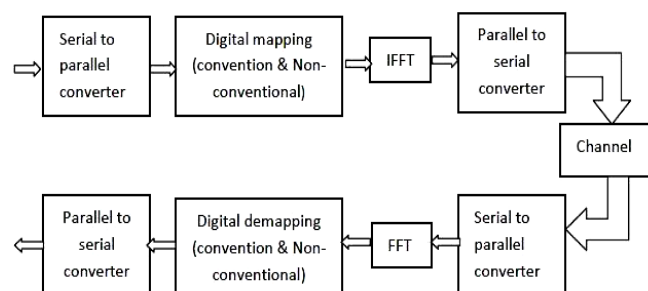 Serial to
parallel
converter
Digital mapping
(convention & Non-
conventional)
IFFT
Parallel to
serial
converter
Channel
Parallel to
serial
converter
Digital demapping
(convention & Non-
conventional)
FFT
Serial to
parallel
converter